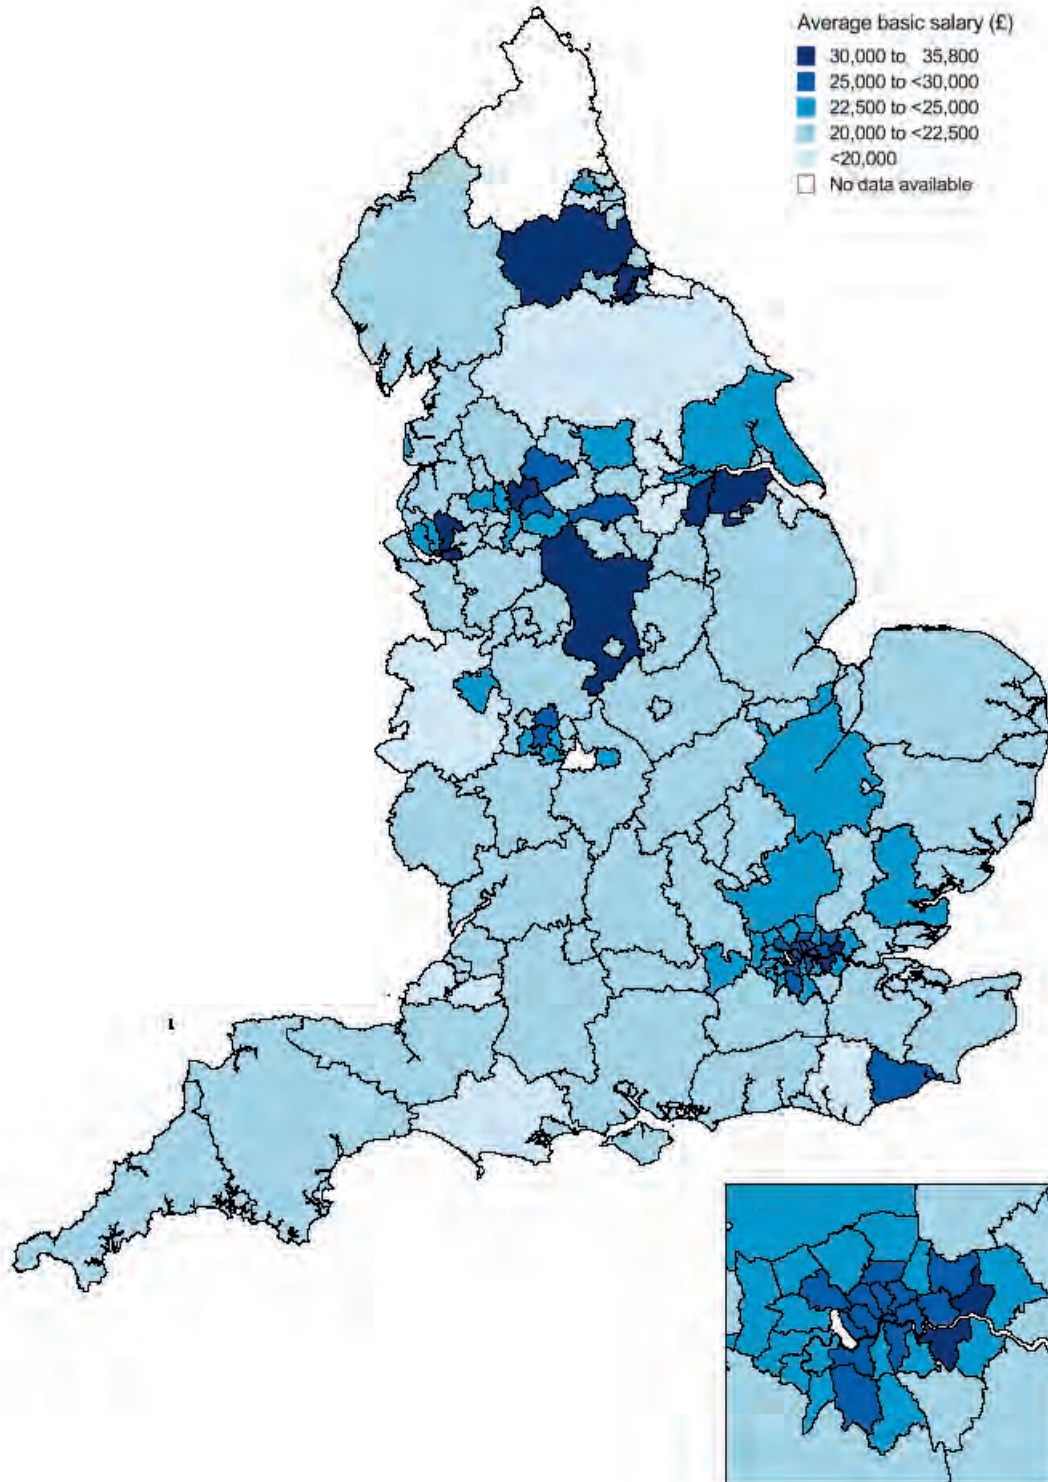 Average basic salary (£)
30,000 to 35,800
25,000 to <30,000
22,500 to <25,000
20,000 to <22,500
<20,000
No data available